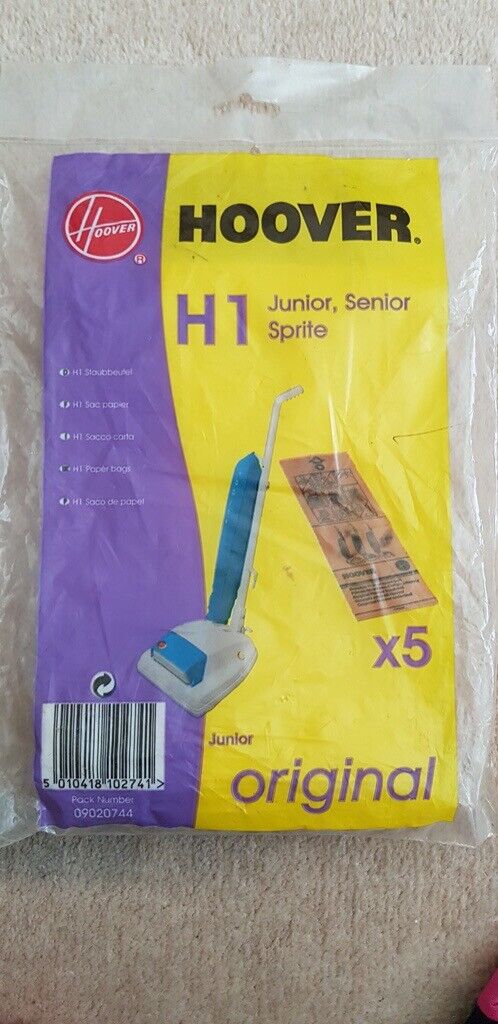 HOOVER
®
HOOVER.
H1 Junior, Senior
Sprite
H1 Staubbeutel
H1 Sac papier
H1 Sacco carta
H1 Paper bags
H1 Saco de papel
HOOVER
x5
Junior
original
5 010418 102741 >
Pack Number
09020744